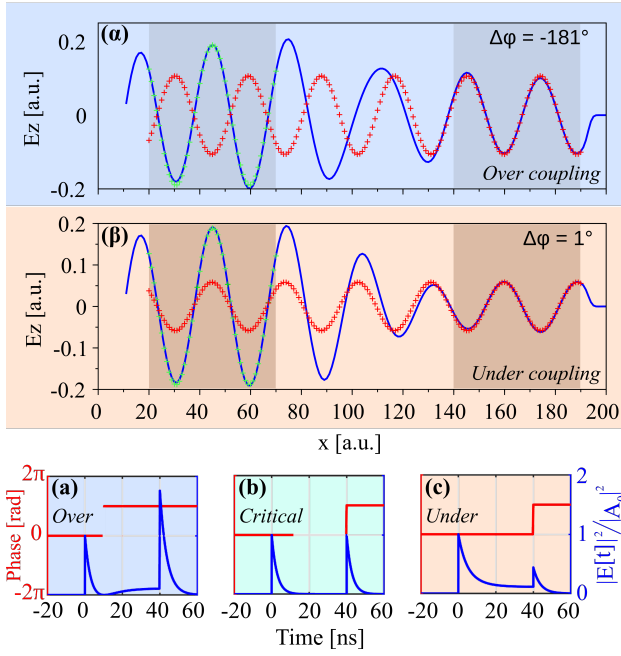 (α)
Δφ = -181°
0.2
0
-0.2
Ez [a.u.]
Over coupling
(β)
Δφ = 1°
0.2
0.1
0
-0.1
-0.2
Ez [a.u.]
Under coupling
0 20 40 60 80 100 120 140 160 180 200
x [a.u.]
2π
0
-2π
Phase [rad]
(a)
Over
(b)
Critical
(c)
Under
2
1
0
|E[t]|²/|A₀|²
-20 0 20 40 60
-20 0 20 40 60
-20 0 20 40 60
Time [ns]